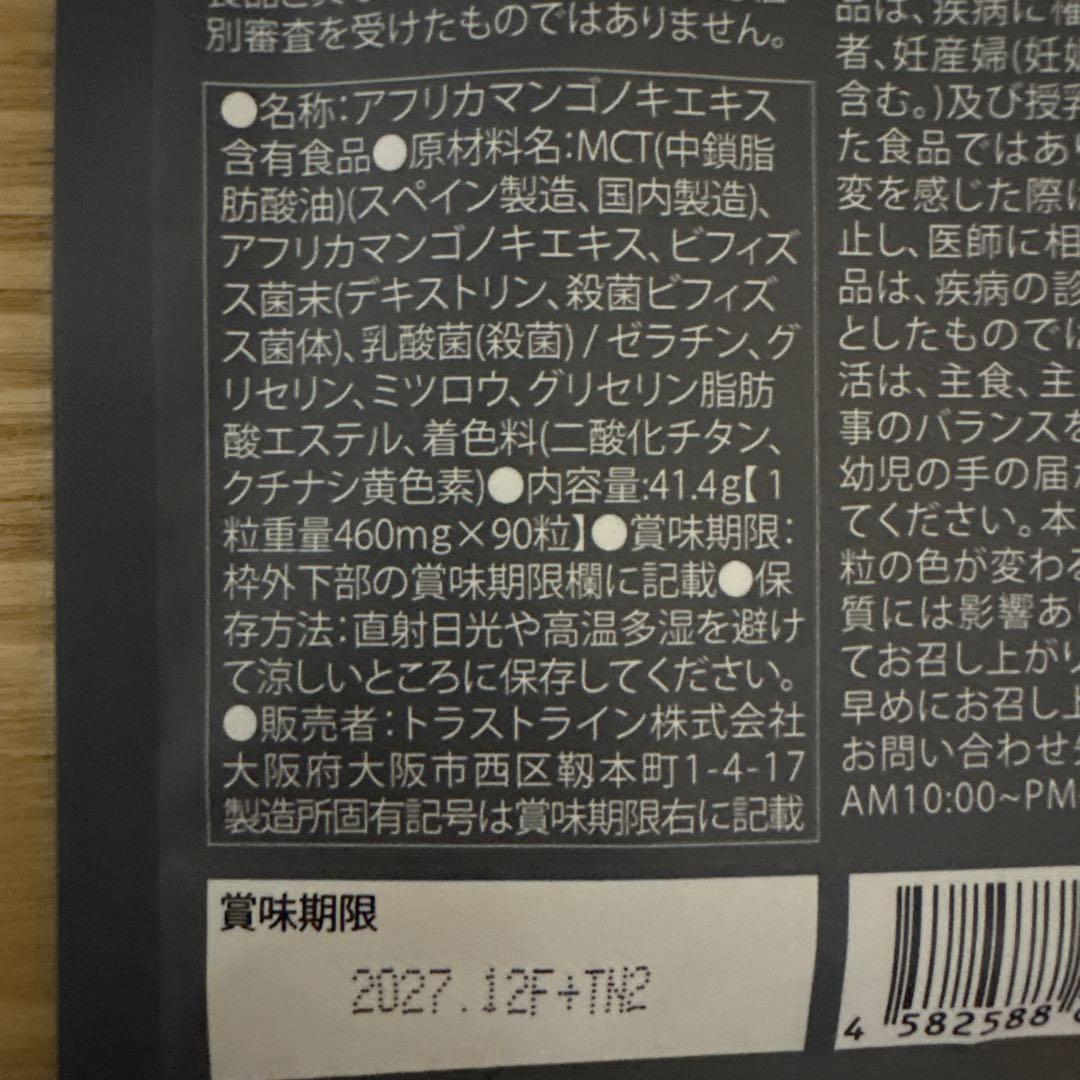 別審査を受けたものではありません。
●名称:アフリカマンゴノキエキス
含有食品●原材料名:MCT(中鎖脂
肪酸油)(スペイン製造、国内製造)、
アフリカマンゴノキエキス、ビフィズ
ス菌末(デキストリン、殺菌ビフィズ
ス菌体)、乳酸菌(殺菌) / ゼラチン、グ
リセリン、ミツロウ、グリセリン脂肪
酸エステル、着色料(二酸化チタン、
クチナシ黄色素)●内容量:41.4g【1
粒重量460mg×90粒】●賞味期限:
枠外下部の賞味期限欄に記載●保
存方法:直射日光や高温多湿を避け
て涼しいところに保存してください。
●販売者:トラストライン株式会社
大阪府大阪市西区靱本町1-4-17
製造所固有記号は賞味期限右に記載
賞味期限
2027.12F+TN2
品は、疾病に
者、妊産婦(妊
含む。)及び授乳
た食品ではあ
変を感じた際
止し、医師に相
品は、疾病の診
としたものでは
活は、主食、主
事のバランスを
幼児の手の届
てください。本
粒の色が変わる
質には影響あ
てお召し上がり
早めにお召し上
お問い合わせ
AM10:00~PM
4 582588